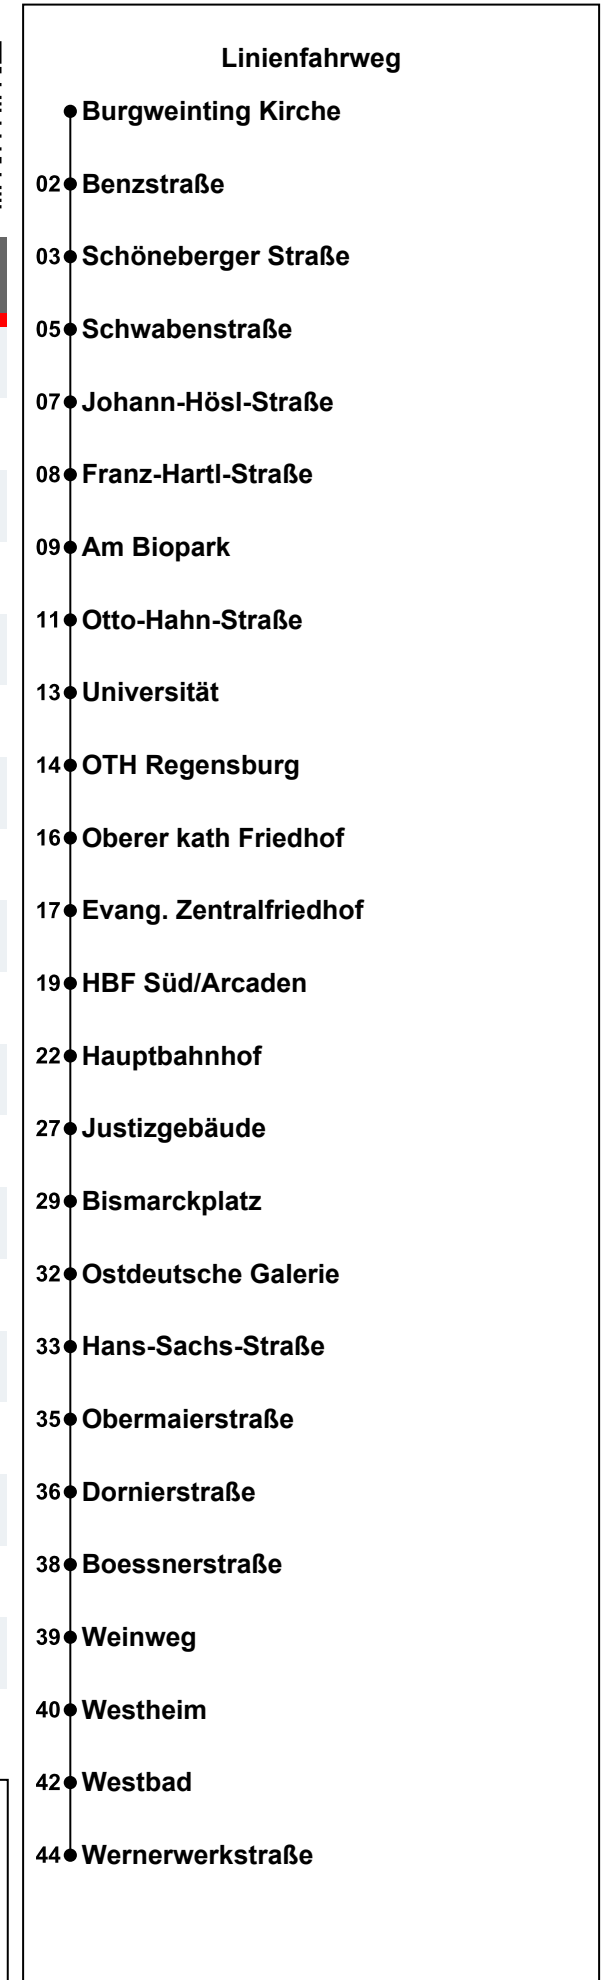 Linienfahrweg
Burgweinting Kirche
02 Benzstraße
03 Schöneberger Straße
05 Schwabenstraße
07 Johann-Hösl-Straße
08 Franz-Hartl-Straße
09 Am Biopark
11 Otto-Hahn-Straße
13 Universität
14 OTH Regensburg
16 Oberer kath Friedhof
17 Evang. Zentralfriedhof
19 HBF Süd/Arcaden
22 Hauptbahnhof
27 Justizgebäude
29 Bismarckplatz
32 Ostdeutsche Galerie
33 Hans-Sachs-Straße
35 Obermaierstraße
36 Dornierstraße
38 Boessnerstraße
39 Weinweg
40 Westheim
42 Westbad
44 Wernerwerkstraße